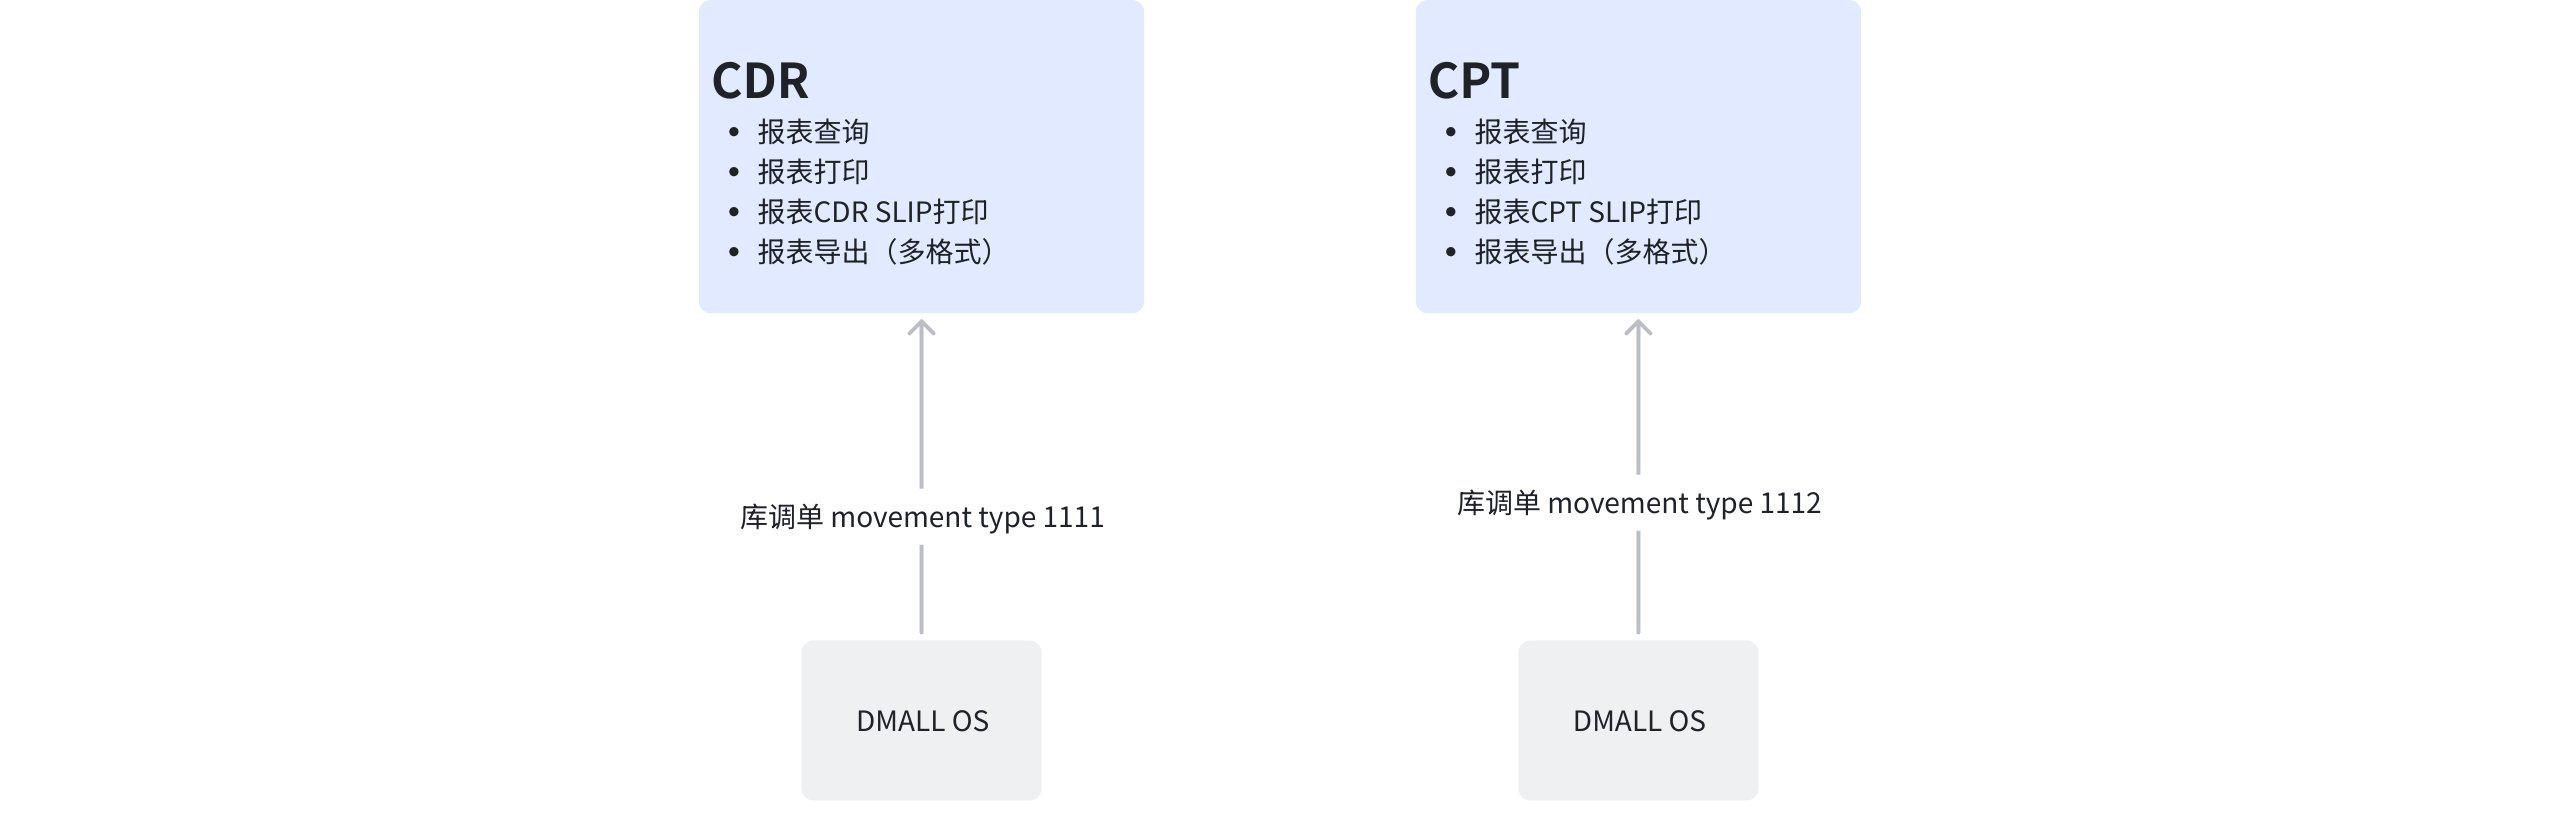 CDR
• 报表查询
• 报表打印
• 报表CDR SLIP打印
• 报表导出（多格式）
库调单 movement type 1111
DMALL OS
CPT
• 报表查询
• 报表打印
• 报表CPT SLIP打印
• 报表导出（多格式）
库调单 movement type 1112
DMALL OS